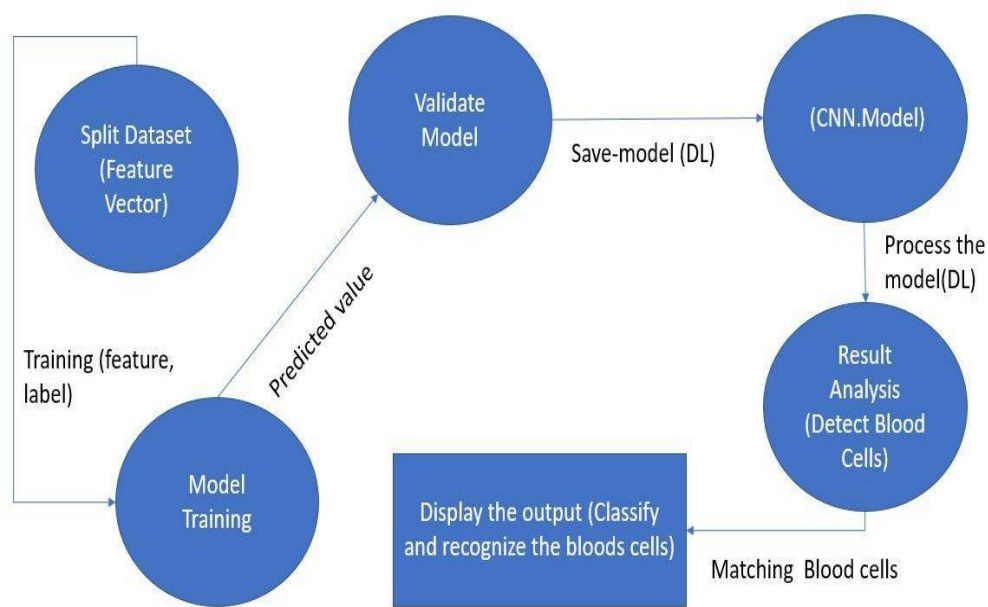 Split Dataset
(Feature
Vector)
Training (feature,
label)
Model
Training
Predicted value
Validate
Model
Save-model (DL)
(CNN.Model)
Process the
model(DL)
Result
Analysis
(Detect Blood
Cells)
Matching Blood cells
Display the output (Classify
and recognize the bloods cells)